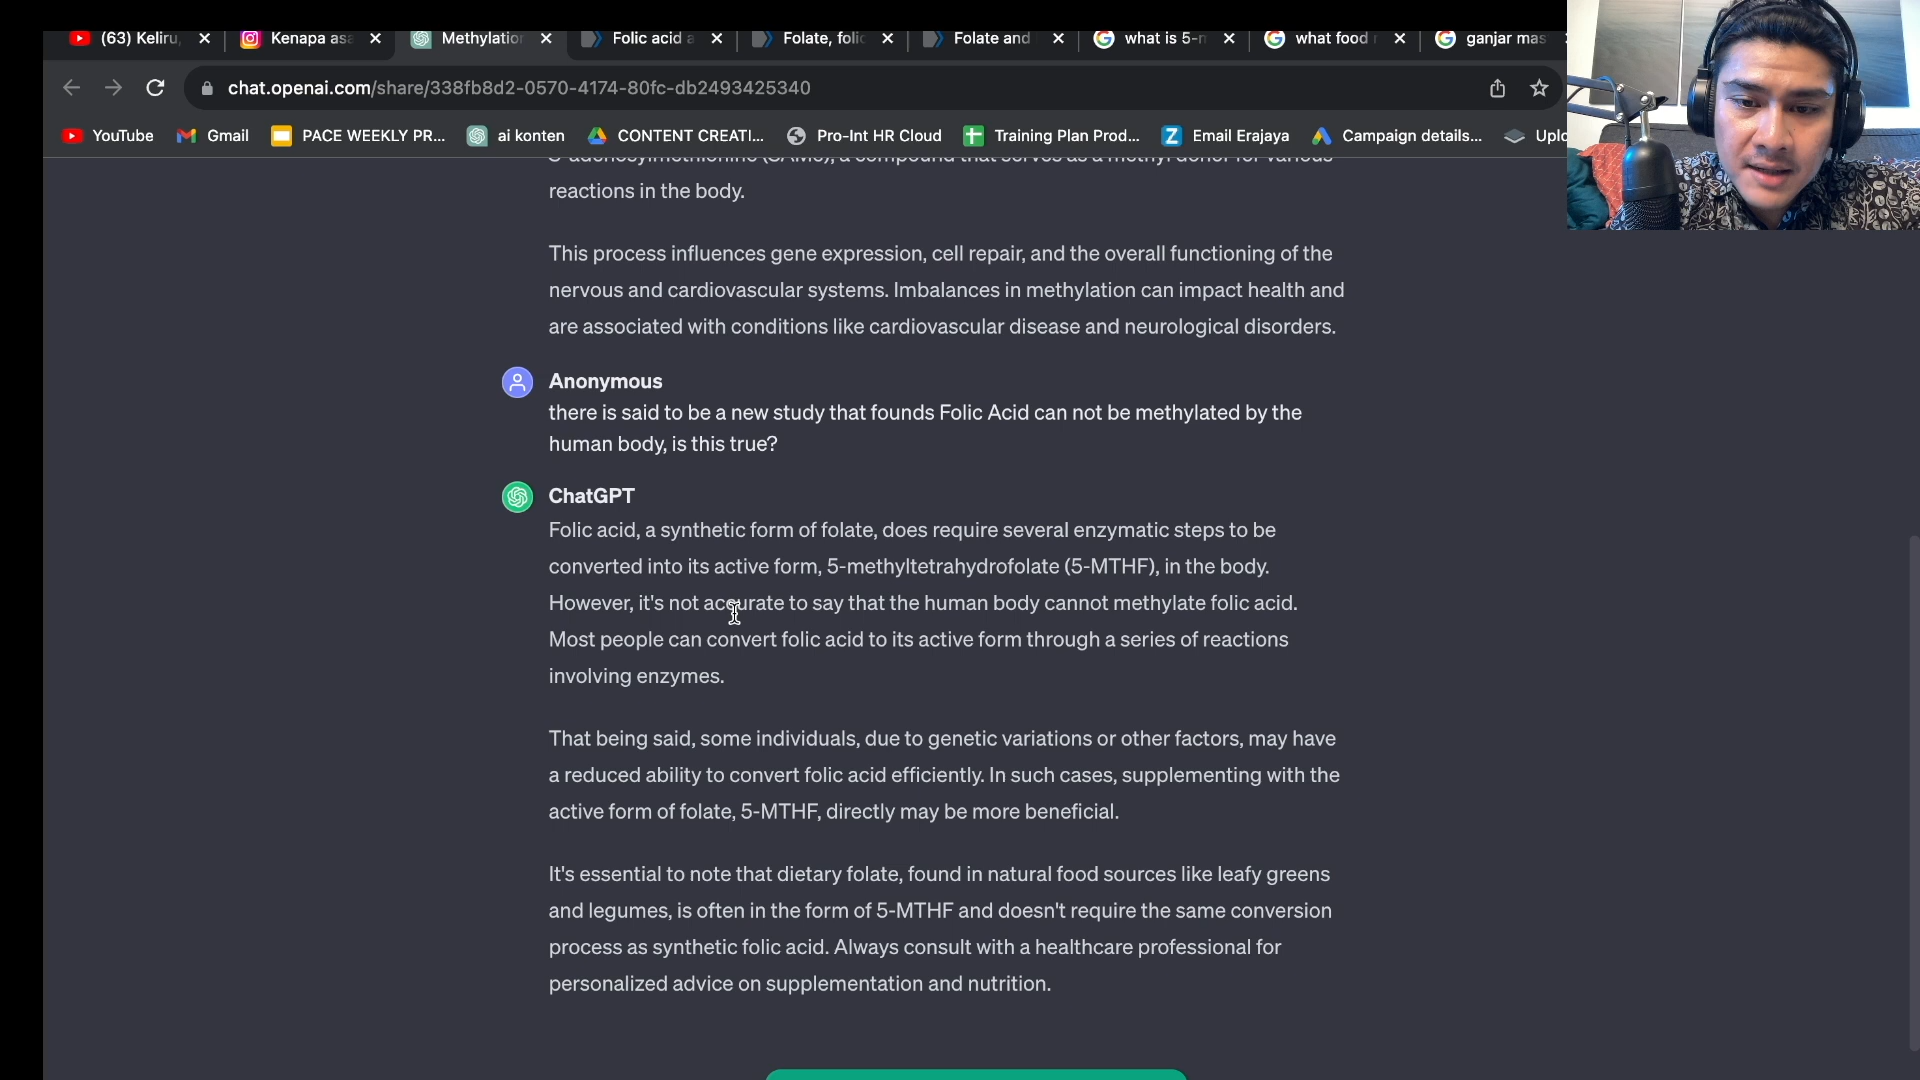 (63) Keliru, Kenapa asa Methylation Folic acid a Folate, folic Folate and what is 5-m what food ganjar mas
chat.openai.com/share/338fb8d2-0570-4174-80fc-db2493425340
YouTube Gmail PACE WEEKLY PR... ai konten CONTENT CREATI... Pro-Int HR Cloud Training Plan Prod... Email Erajaya Campaign details... Uplo
S-adenosylmethionine (SAMe), a compound that serves as a methyl donor for various
reactions in the body.
This process influences gene expression, cell repair, and the overall functioning of the
nervous and cardiovascular systems. Imbalances in methylation can impact health and
are associated with conditions like cardiovascular disease and neurological disorders.
Anonymous
there is said to be a new study that founds Folic Acid can not be methylated by the
human body, is this true?
ChatGPT
Folic acid, a synthetic form of folate, does require several enzymatic steps to be
converted into its active form, 5-methyltetrahydrofolate (5-MTHF), in the body.
However, it's not accurate to say that the human body cannot methylate folic acid.
Most people can convert folic acid to its active form through a series of reactions
involving enzymes.
That being said, some individuals, due to genetic variations or other factors, may have
a reduced ability to convert folic acid efficiently. In such cases, supplementing with the
active form of folate, 5-MTHF, directly may be more beneficial.
It's essential to note that dietary folate, found in natural food sources like leafy greens
and legumes, is often in the form of 5-MTHF and doesn't require the same conversion
process as synthetic folic acid. Always consult with a healthcare professional for
personalized advice on supplementation and nutrition.